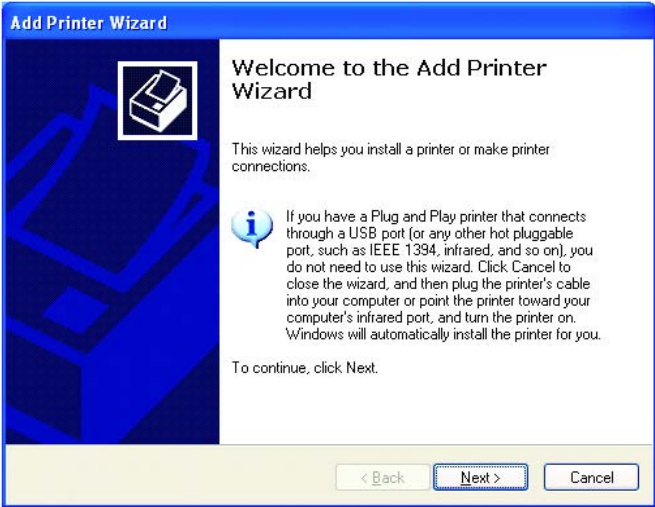 Add Printer Wizard
Welcome to the Add Printer
Wizard
This wizard helps you install a printer or make printer
connections.
If you have a Plug and Play printer that connects
through a USB port (or any other hot pluggable
port, such as IEEE 1394, infrared, and so on), you
do not need to use this wizard. Click Cancel to
close the wizard, and then plug the printer's cable
into your computer or point the printer toward your
computer's infrared port, and turn the printer on.
Windows will automatically install the printer for you.
To continue, click Next.
< Back Next > Cancel